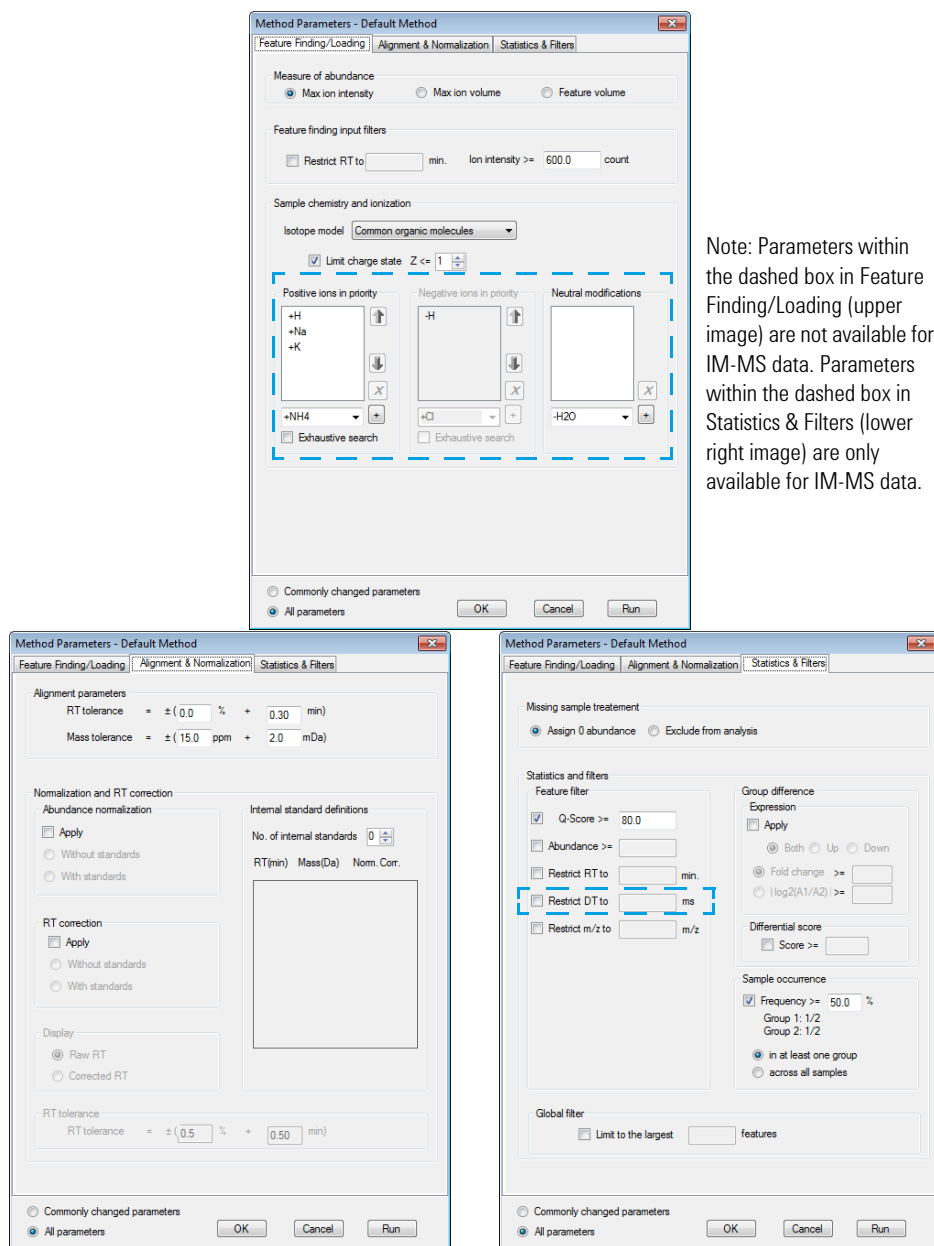 Method Parameters - Default Method
Feature Finding/Loading Alignment & Normalization Statistics & Filters
Measure of abundance
Max ion intensity Max ion volume Feature volume
Feature finding input filters
Restrict RT to min. Ion intensity >= 600.0 count
Sample chemistry and ionization
Isotope model Common organic molecules
Limit charge state Z <= 1
Positive ions in priority Negative ions in priority Neutral modifications
+H -H
+Na
+K
X X X
+NH4 + +Cl + -H2O +
Exhaustive search Exhaustive search
Commonly changed parameters
All parameters OK Cancel Run
Note: Parameters within
the dashed box in Feature
Finding/Loading (upper
image) are not available for
IM-MS data. Parameters
within the dashed box in
Statistics & Filters (lower
right image) are only
available for IM-MS data.
Method Parameters - Default Method
Feature Finding/Loading Alignment & Normalization Statistics & Filters
Alignment parameters
RT tolerance = ± ( 0.0 % + 0.30 min)
Mass tolerance = ± ( 15.0 ppm + 2.0 mDa)
Normalization and RT correction
Abundance normalization Internal standard definitions
Apply No. of internal standards 0
Without standards RT(min) Mass(Da) Norm. Corr.
With standards
RT correction
Apply
Without standards
With standards
Display
Raw RT
Corrected RT
RT tolerance
RT tolerance = ± ( 0.5 % + 0.50 min)
Commonly changed parameters
All parameters OK Cancel Run
Method Parameters - Default Method
Feature Finding/Loading Alignment & Normalization Statistics & Filters
Missing sample treatement
Assign 0 abundance Exclude from analysis
Statistics and filters
Feature filter Group difference
Expression
Q-Score >= 80.0 Apply
Abundance >= Both Up Down
Restrict RT to min. Fold change >=
Restrict DT to ms | log2(A1/A2) | >=
Restrict m/z to m/z Differential score
Score >=
Sample occurrence
Frequency >= 50.0 %
Group 1: 1/2
Group 2: 1/2
in at least one group
across all samples
Global filter
Limit to the largest features
Commonly changed parameters
All parameters OK Cancel Run